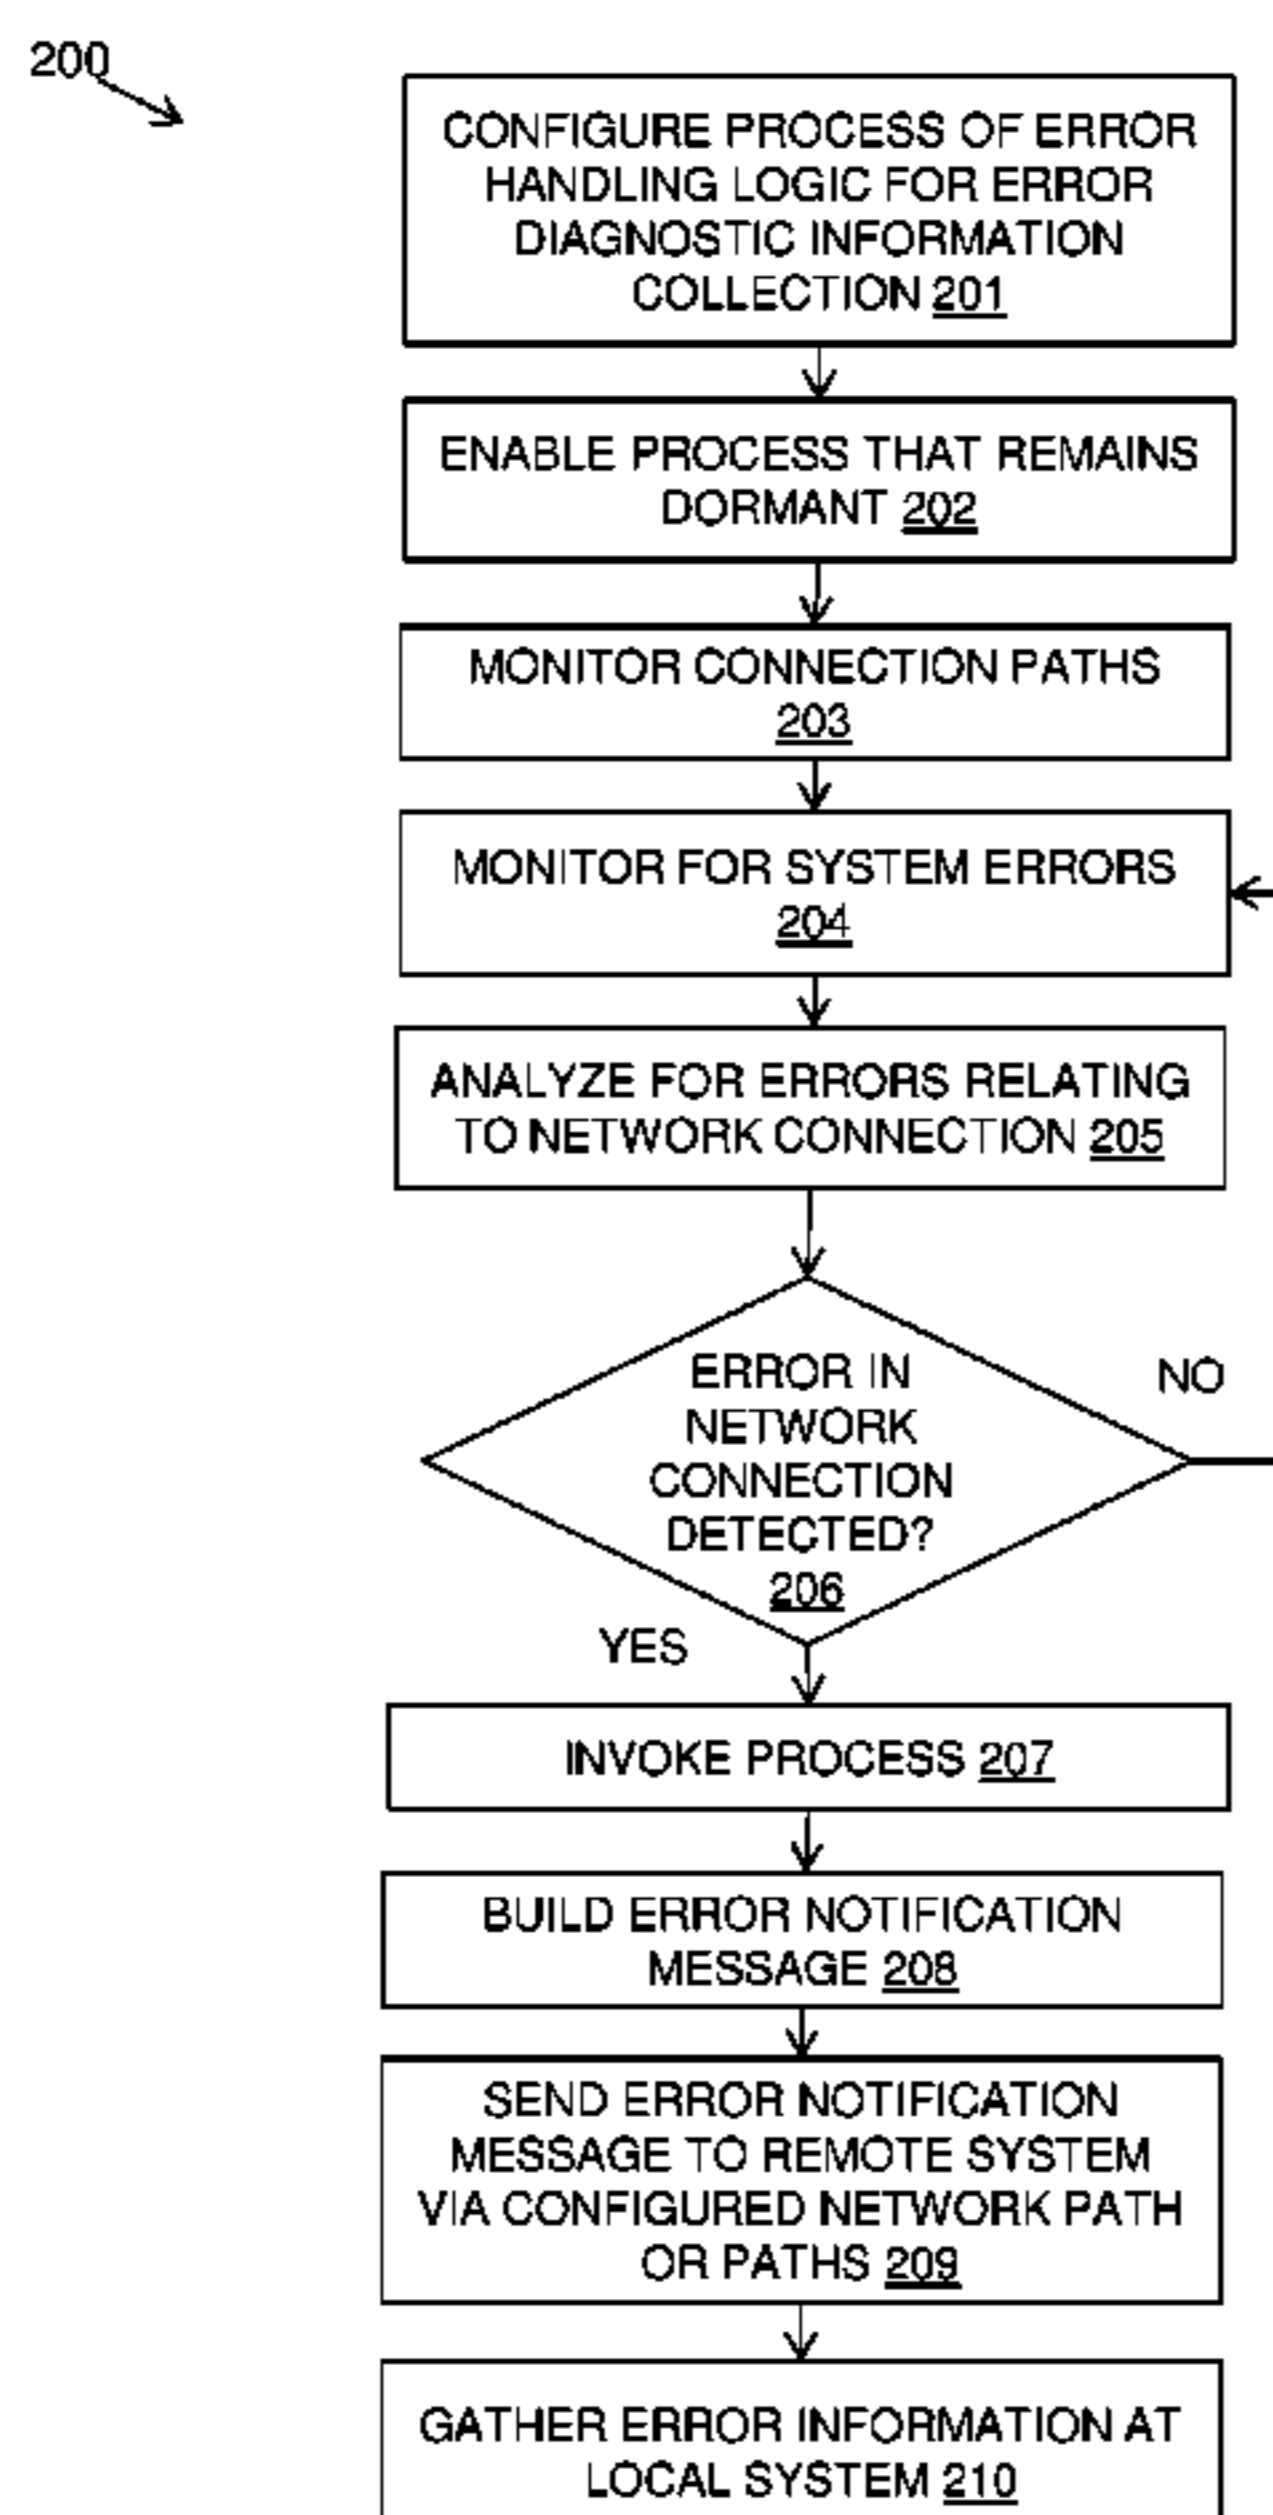 200
CONFIGURE PROCESS OF ERROR
HANDLING LOGIC FOR ERROR
DIAGNOSTIC INFORMATION
COLLECTION 201
ENABLE PROCESS THAT REMAINS
DORMANT 202
MONITOR CONNECTION PATHS
203
MONITOR FOR SYSTEM ERRORS
204
ANALYZE FOR ERRORS RELATING
TO NETWORK CONNECTION 205
ERROR IN
NETWORK
CONNECTION
DETECTED?
206
NO
YES
INVOKE PROCESS 207
BUILD ERROR NOTIFICATION
MESSAGE 208
SEND ERROR NOTIFICATION
MESSAGE TO REMOTE SYSTEM
VIA CONFIGURED NETWORK PATH
OR PATHS 209
GATHER ERROR INFORMATION AT
LOCAL SYSTEM 210